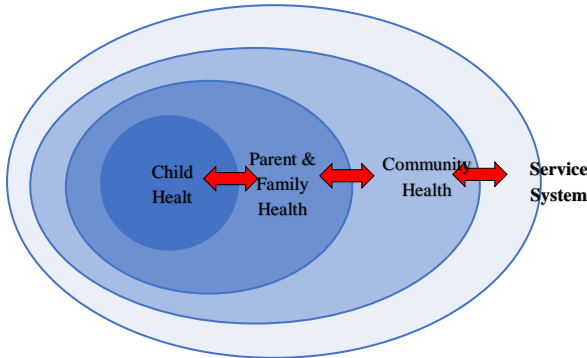 Child
Healt
Parent &
Family
Health
Community
Health
Service
System